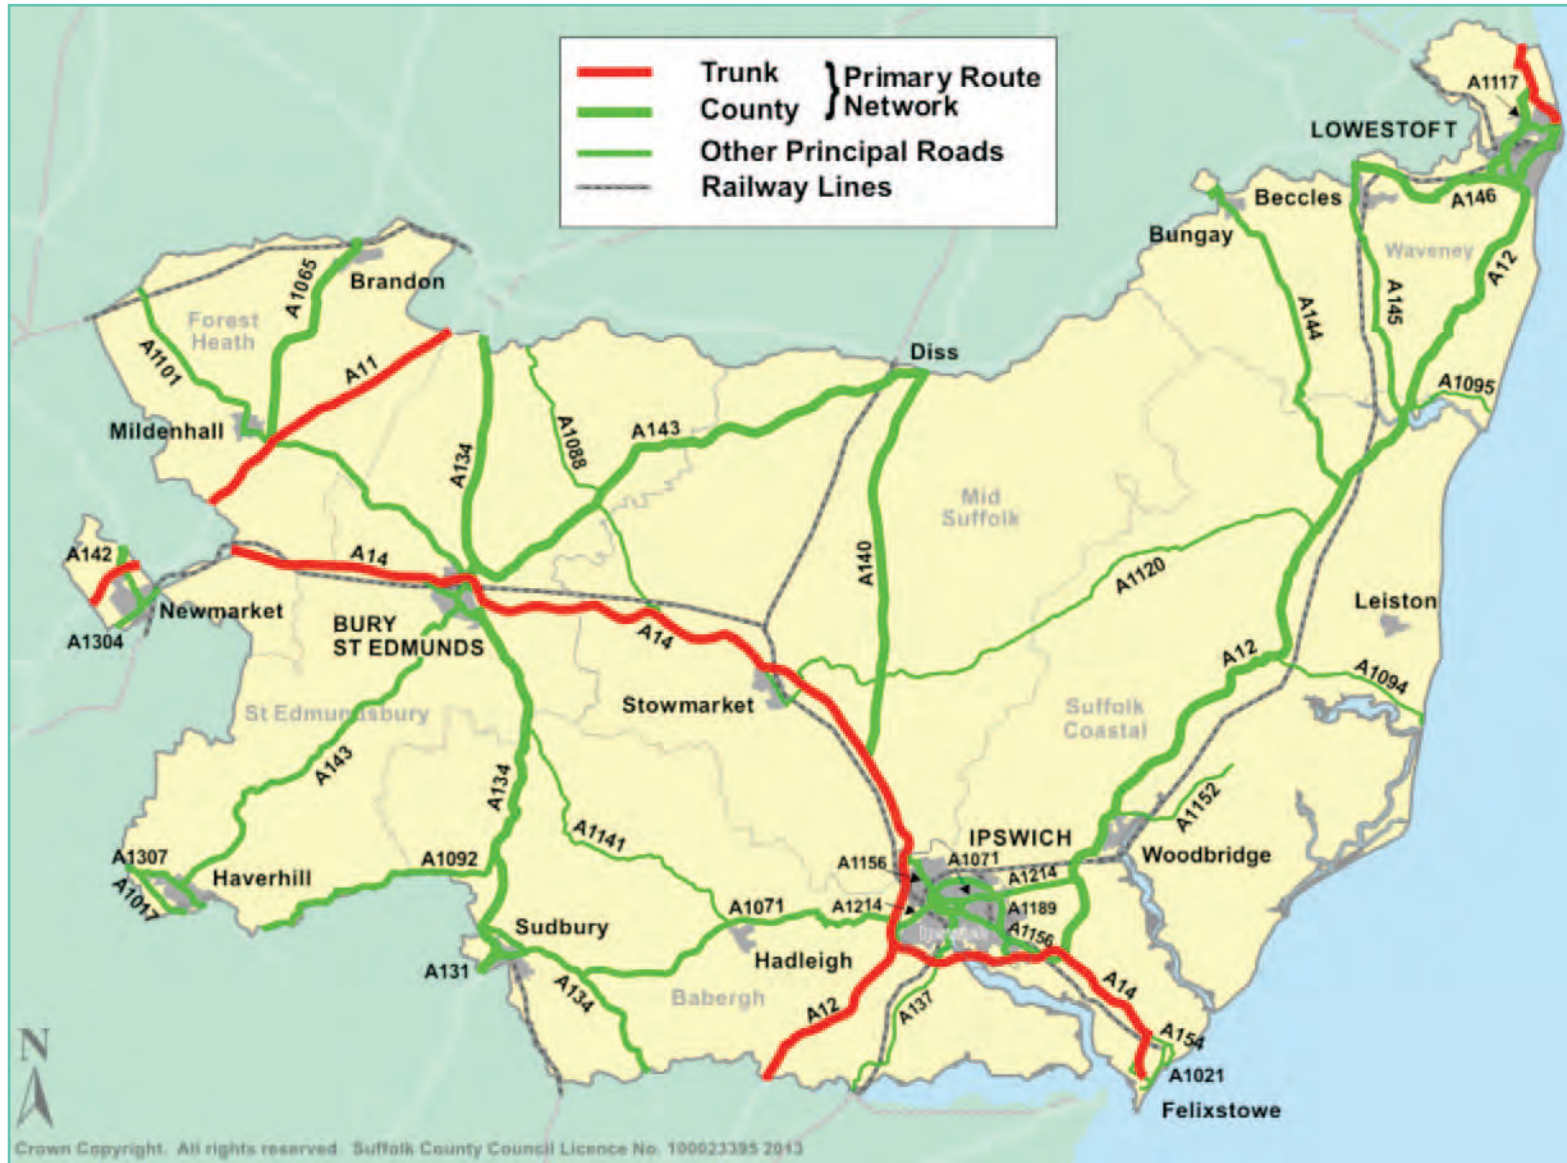 Trunk
County
} Primary Route
Network
Other Principal Roads
Railway Lines
A1117
LOWESTOFT
Beccles
A146
Bungay
Waveney
A12
A145
A144
A1095
Brandon
A1065
Forest
Heath
A1101
A11
Mildenhall
Diss
A143
A1088
A134
Mid
Suffolk
A140
A1120
A142
A14
Newmarket
A1304
BURY
ST EDMUNDS
A14
Leiston
A12
A1094
Stowmarket
St Edmundsbury
Suffolk
Coastal
A143
A134
A1152
A1141
IPSWICH
Woodbridge
A1307
A1017
Haverhill
A1092
A1156
A1071
A1214
A1071
A1214
A1189
A1156
Sudbury
Hadleigh
A131
A134
Babergh
A12
A137
A14
A154
A1021
Felixstowe
N
Crown Copyright. All rights reserved Suffolk County Council Licence No. 100023395 2013